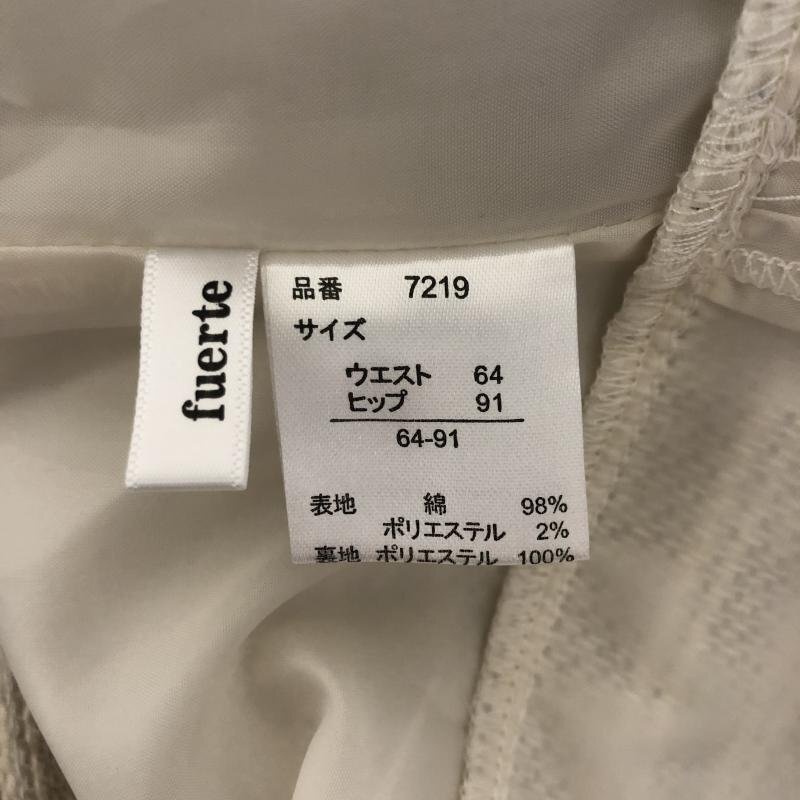 fuerte
品番 7219
サイズ
ウエスト 64
ヒップ 91
64-91
表地 綿 98%
ポリエステル 2%
裏地 ポリエステル 100%